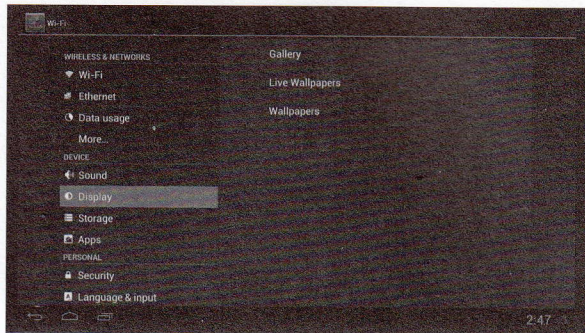 Wi-Fi
WIRELESS & NETWORKS
Wi-Fi
Ethernet
Data usage
More...
DEVICE
Sound
Display
Storage
Apps
PERSONAL
Security
Language & input
Gallery
Live Wallpapers
Wallpapers
2:47